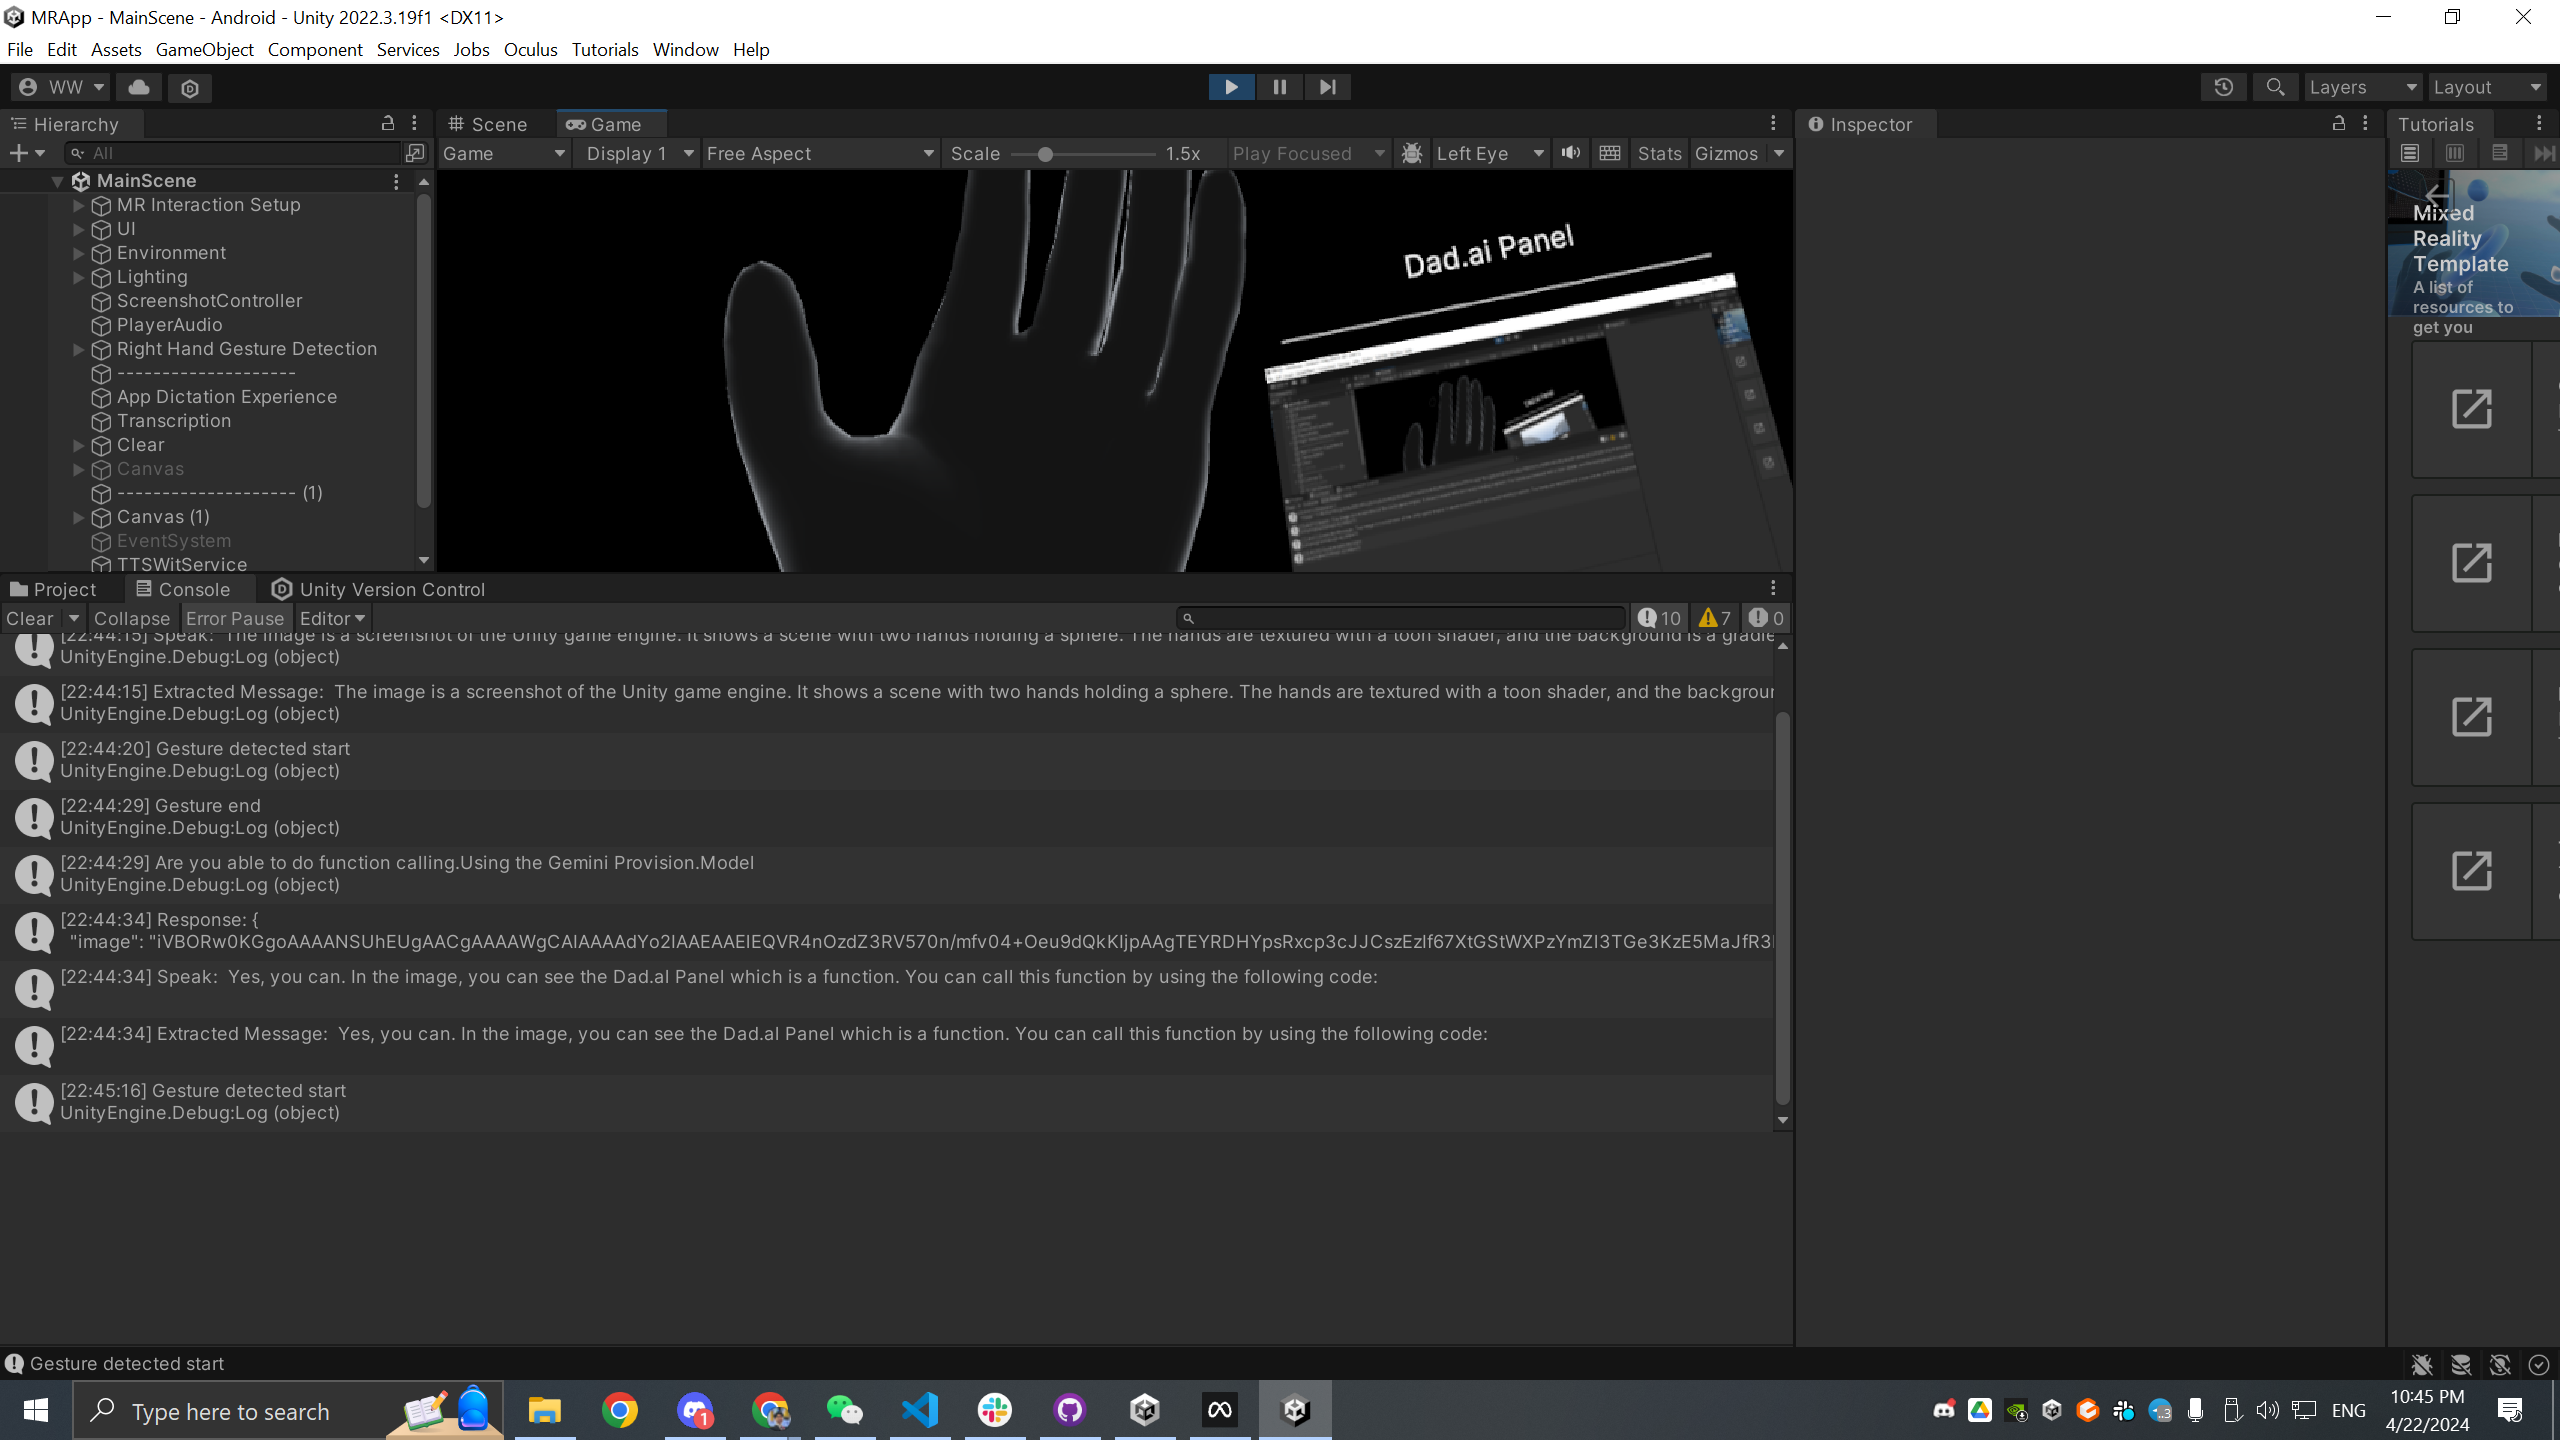 MRApp - MainScene - Android - Unity 2022.3.19f1 <DX11>
File Edit Assets GameObject Component Services Jobs Oculus Tutorials Window Help
WW
Layers
Layout
Hierarchy
Scene
Game
Inspector
Tutorials
All
Game
Display 1
Free Aspect
Scale
1.5x
Play Focused
Left Eye
Stats
Gizmos
MainScene
MR Interaction Setup
UI
Environment
Lighting
ScreenshotController
PlayerAudio
Right Hand Gesture Detection
--------------------
App Dictation Experience
Transcription
Clear
Canvas
-------------------- (1)
Canvas (1)
EventSystem
TTSWitService
Dad.ai Panel
Mixed
Reality
Template
A list of
resources to
get you
Project
Console
Unity Version Control
Clear
Collapse
Error Pause
Editor
10
7
0
[22:44:15] Speak:  The image is a screenshot of the Unity game engine. It shows a scene with two hands holding a sphere. The hands are textured with a toon shader, and the background is a gradie
UnityEngine.Debug:Log (object)
[22:44:15] Extracted Message:  The image is a screenshot of the Unity game engine. It shows a scene with two hands holding a sphere. The hands are textured with a toon shader, and the backgroun
UnityEngine.Debug:Log (object)
[22:44:20] Gesture detected start
UnityEngine.Debug:Log (object)
[22:44:29] Gesture end
UnityEngine.Debug:Log (object)
[22:44:29] Are you able to do function calling.Using the Gemini Provision.Model
UnityEngine.Debug:Log (object)
[22:44:34] Response: {
"image":
[22:44:34] Speak:  Yes, you can. In the image, you can see the Dad.al Panel which is a function. You can call this function by using the following code:
[22:44:34] Extracted Message:  Yes, you can. In the image, you can see the Dad.al Panel which is a function. You can call this function by using the following code:
[22:45:16] Gesture detected start
UnityEngine.Debug:Log (object)
Gesture detected start
Type here to search
1
ENG
10:45 PM
4/22/2024